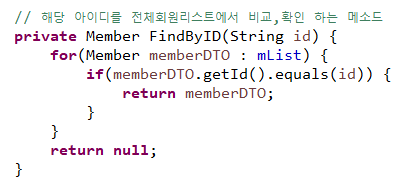 // 해당 아이디를 전체회원리스트에서 비교,확인 하는 메소드
private Member FindByID(String id) {
    for(Member memberDTO : mList) {
        if(memberDTO.getId().equals(id)) {
            return memberDTO;
        }
    }
    return null;
}